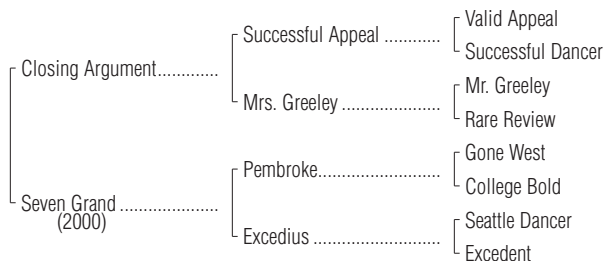 Valid Appeal
Successful Appeal ............
Successful Dancer
Closing Argument.............
Mr. Greeley
Mrs. Greeley .....................
Rare Review
Gone West
Pembroke..........................
College Bold
Seven Grand .....................
(2000)
Seattle Dancer
Excedius ...........................
Excedent